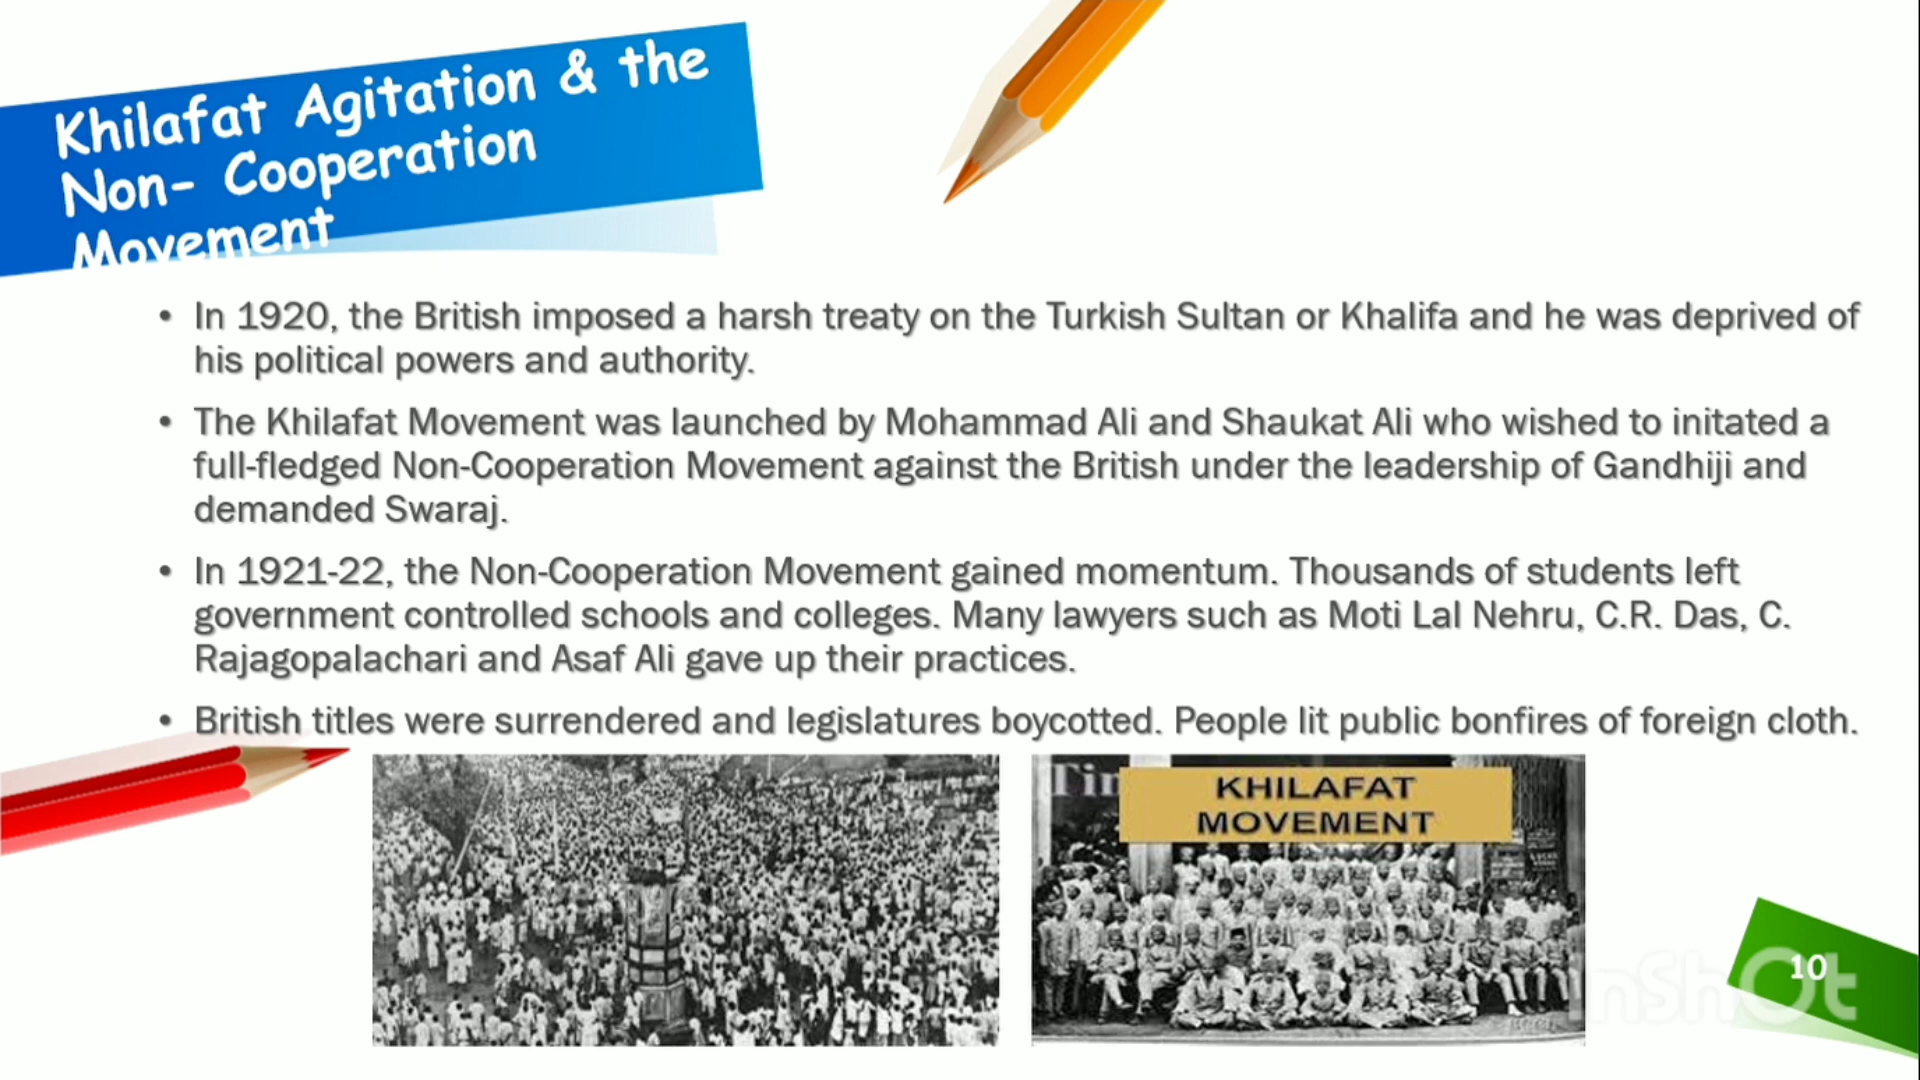 Khilafat Agitation & the
Non- Cooperation
Movement
• In 1920, the British imposed a harsh treaty on the Turkish Sultan or Khalifa and he was deprived of
his political powers and authority.
• The Khilafat Movement was launched by Mohammad Ali and Shaukat Ali who wished to initated a
full-fledged Non-Cooperation Movement against the British under the leadership of Gandhiji and
demanded Swaraj.
• In 1921-22, the Non-Cooperation Movement gained momentum. Thousands of students left
government controlled schools and colleges. Many lawyers such as Moti Lal Nehru, C.R. Das, C.
Rajagopalachari and Asaf Ali gave up their practices.
• British titles were surrendered and legislatures boycotted. People lit public bonfires of foreign cloth.
KHILAFAT
MOVEMENT
InShOt
10